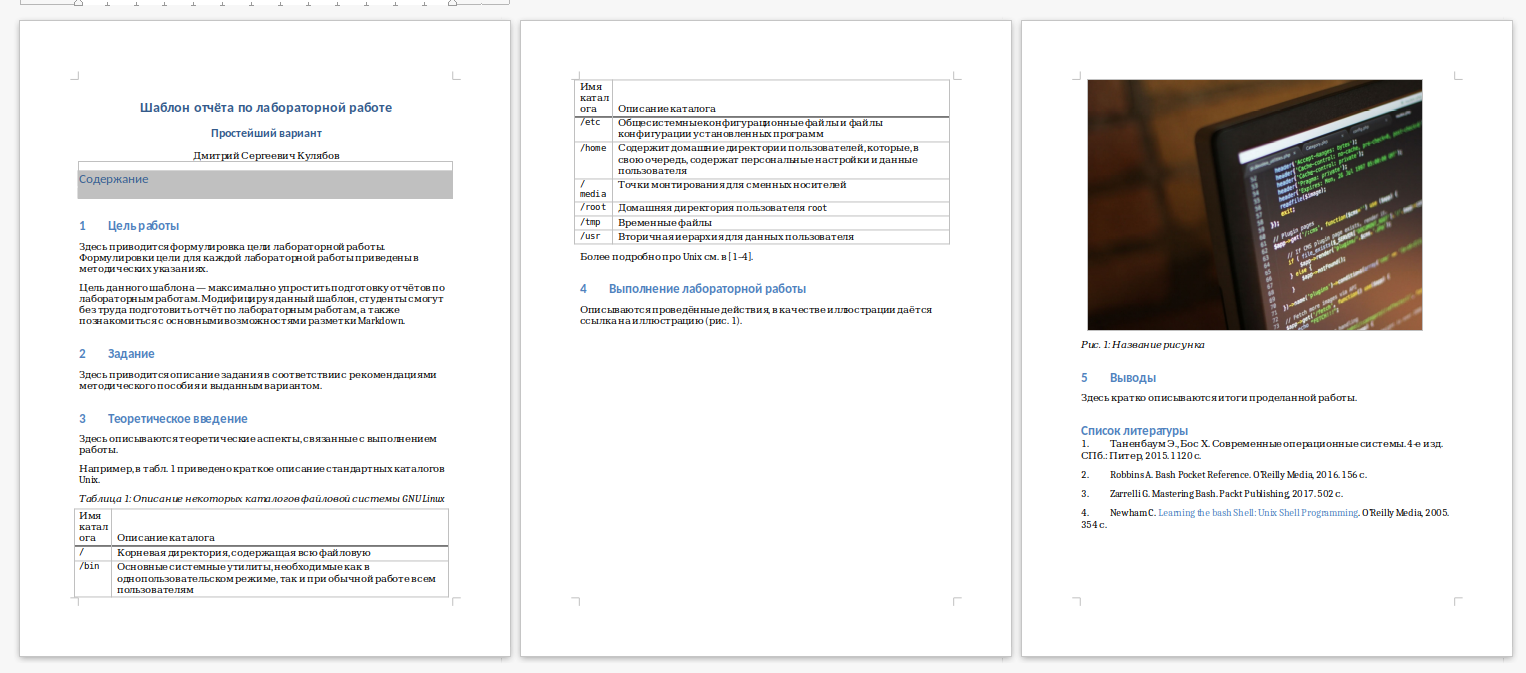 Шаблон отчёта по лабораторной работе
Простейший вариант
Дмитрий Сергеевич Кулябов
Содержание
1 Цель работы
Здесь приводится формулировка цели лабораторной работы.
Формулировки цели для каждой лабораторной работы приведены в
методических указаниях.
Цель данного шаблона — максимально упростить подготовку отчётов по
лабораторным работам. Модифицируя данный шаблон, студенты смогут
без труда подготовить отчёт по лабораторным работам, а также
познакомиться с основными возможностями разметки Markdown.
2 Задание
Здесь приводится описание задания в соответствии с рекомендациями
методического пособия и выданным вариантом.
3 Теоретическое введение
Здесь описываются теоретические аспекты, связанные с выполнением
работы.
Например, в табл. 1 приведено краткое описание стандартных каталогов
Unix.
Таблица 1: Описание некоторых каталогов файловой системы GNU Linux
Имя
катал
ога Описание каталога
/ Корневая директория, содержащая всю файловую
/bin Основные системные утилиты, необходимые как в
однопользовательском режиме, так и при обычной работе всем
пользователям
Имя
катал
ога Описание каталога
/etc Общесистемные конфигурационные файлы и файлы
конфигурации установленных программ
/home Содержит домашние директории пользователей, которые, в
свою очередь, содержат персональные настройки и данные
пользователя
/ Точки монтирования для сменных носителей
media
/root Домашняя директория пользователя root
/tmp Временные файлы
/usr Вторичная иерархия для данных пользователя
Более подробно про Unix см. в [1–4].
4 Выполнение лабораторной работы
Описываются проведённые действия, в качестве иллюстрации даётся
ссылка на иллюстрацию (рис. 1).
Рис. 1: Название рисунка
5 Выводы
Здесь кратко описываются итоги проделанной работы.
Список литературы
1. Таненбаум Э., Бос Х. Современные операционные системы. 4-е изд.
СПб.: Питер, 2015. 1120 с.
2. Robbins A. Bash Pocket Reference. O'Reilly Media, 2016. 156 с.
3. Zarrelli G. Mastering Bash. Packt Publishing, 2017. 502 с.
4. Newham C. Learning the bash Shell: Unix Shell Programming. O'Reilly Media, 2005.
354 с.